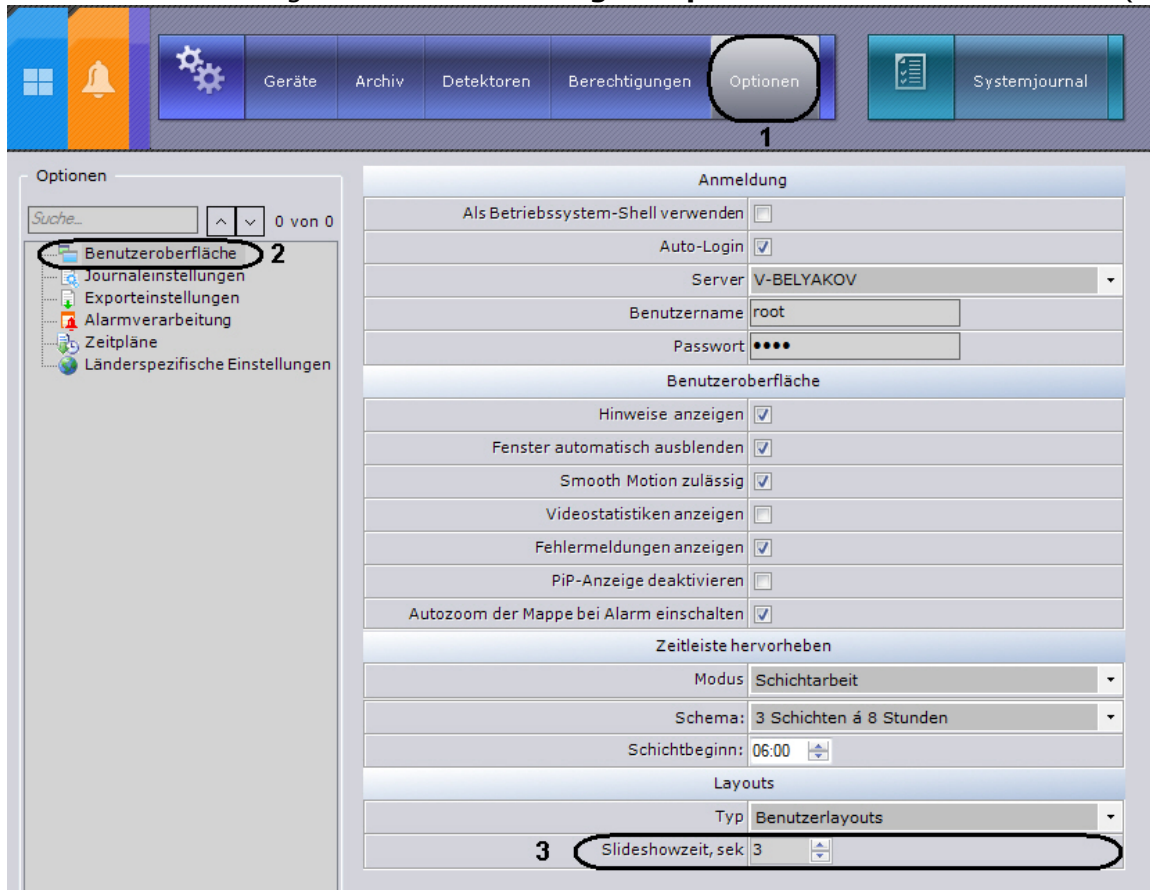 Geräte Archiv Detektoren Berechtigungen Optionen Systemjournal
1
Optionen
Suche... 0 von 0
Benutzeroberfläche 2
Journaleinstellungen
Exporteinstellungen
Alarmverarbeitung
Zeitpläne
Länderspezifische Einstellungen
Anmeldung
Als Betriebssystem-Shell verwenden
Auto-Login
Server V-BELYAKOV
Benutzername root
Passwort ••••
Benutzeroberfläche
Hinweise anzeigen
Fenster automatisch ausblenden
Smooth Motion zulässig
Videostatistiken anzeigen
Fehlermeldungen anzeigen
PiP-Anzeige deaktivieren
Autozoom der Mappe bei Alarm einschalten
Zeitleiste hervorheben
Modus Schichtarbeit
Schema: 3 Schichten á 8 Stunden
Schichtbeginn: 06:00
Layouts
Typ Benutzerlayouts
3 Slideshowzeit, sek 3